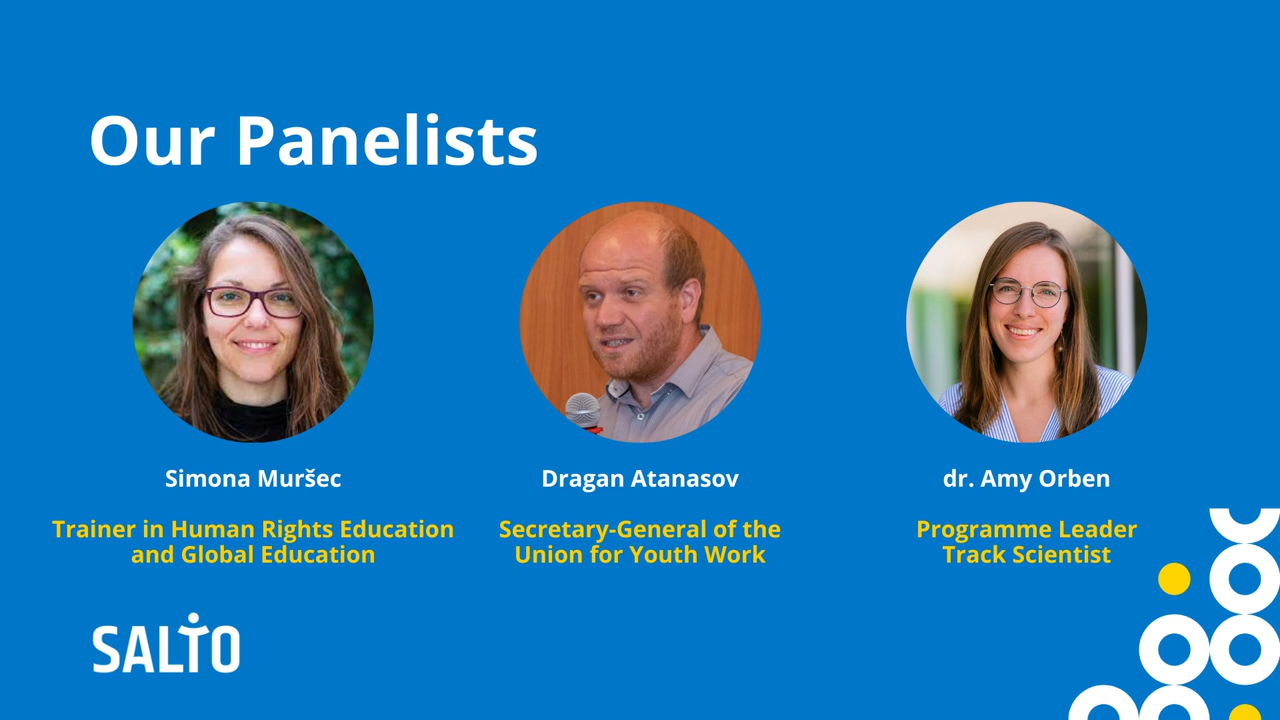 Our Panelists
Simona Muršec
Trainer in Human Rights Education
and Global Education
Dragan Atanasov
Secretary-General of the
Union for Youth Work
dr. Amy Orben
Programme Leader
Track Scientist
SALTO